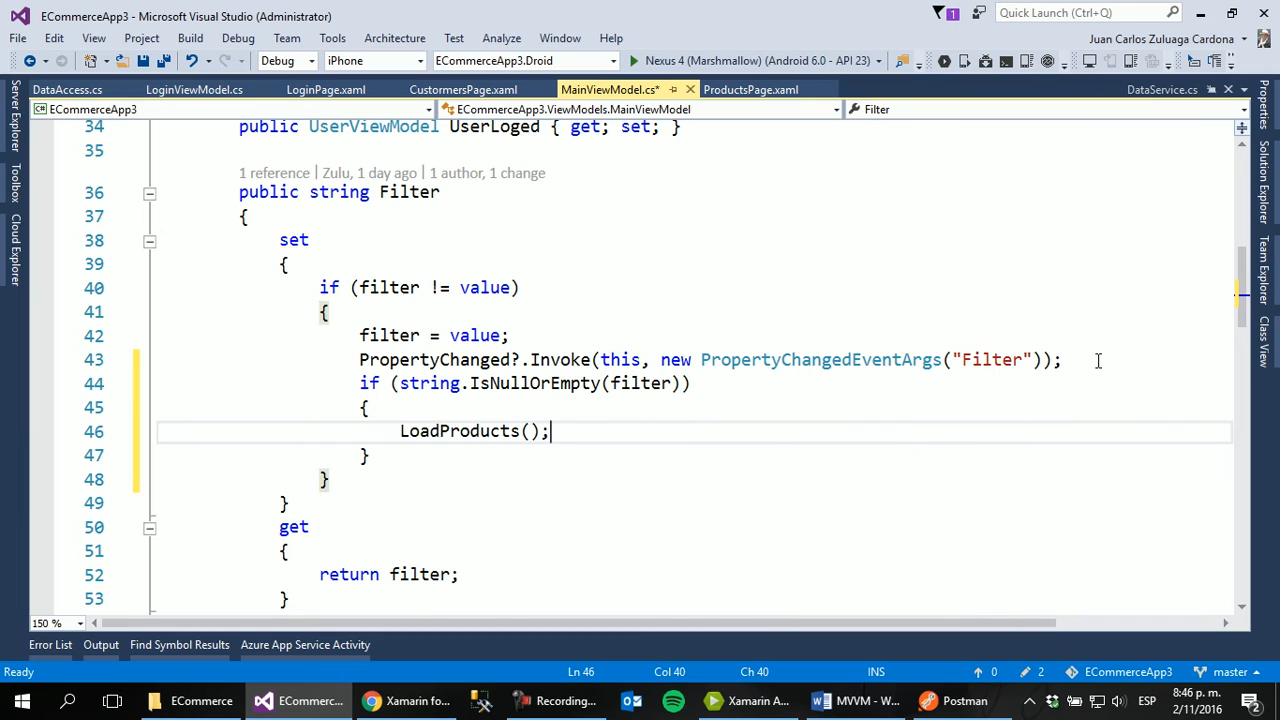 ECommerceApp3 - Microsoft Visual Studio (Administrator)
1
Quick Launch (Ctrl+Q)
File Edit View Project Build Debug Team Tools Architecture Test Analyze Window Help
Juan Carlos Zuluaga Cardona
Debug iPhone ECommerceApp3.Droid Nexus 4 (Marshmallow) (Android 6.0 - API 23)
DataAccess.cs LoginViewModel.cs LoginPage.xaml CustormersPage.xaml MainViewModel.cs* ProductsPage.xaml DataService.cs
ECommerceApp3 ECommerceApp3.ViewModels.MainViewModel Filter
Server Explorer
Toolbox
Cloud Explorer
Properties
Solution Explorer
Team Explorer
Class View
34 public UserViewModel UserLoged { get; set; }
35
1 reference | Zulu, 1 day ago | 1 author, 1 change
36 public string Filter
37 {
38 set
39 {
40 if (filter != value)
41 {
42 filter = value;
43 PropertyChanged?.Invoke(this, new PropertyChangedEventArgs("Filter"));
44 if (string.IsNullOrEmpty(filter))
45 {
46 LoadProducts();
47 }
48 }
49 }
50 get
51 {
52 return filter;
53 }
150 %
Error List Output Find Symbol Results Azure App Service Activity
Ready Ln 46 Col 40 Ch 40 INS 0 2 ECommerceApp3 master
ECommerce ECommerc... Xamarin fo... Recording... Xamarin A... MVVM - W... Postman ESP 8:46 p. m.
2/11/2016 2